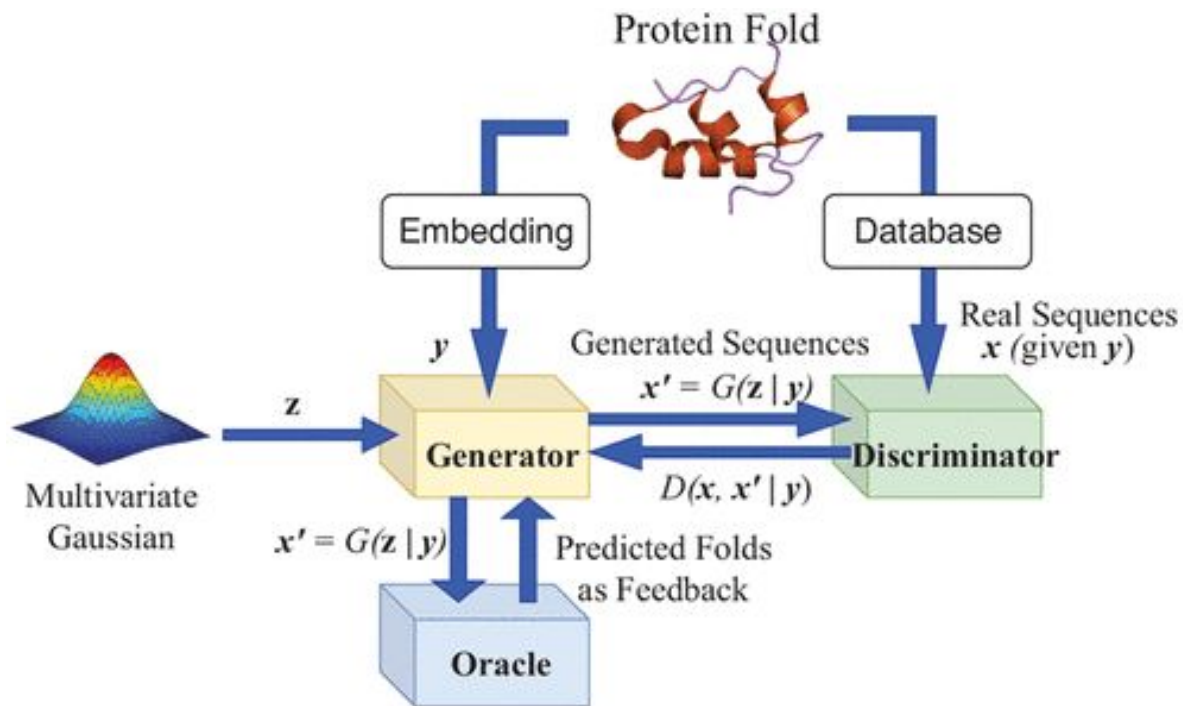 Protein Fold
Embedding
Database
y
Generated Sequences
x' = G(z | y)
Real Sequences
x (given y)
z
Generator
Discriminator
D(x, x' | y)
Multivariate
Gaussian
x' = G(z | y)
Predicted Folds
as Feedback
Oracle